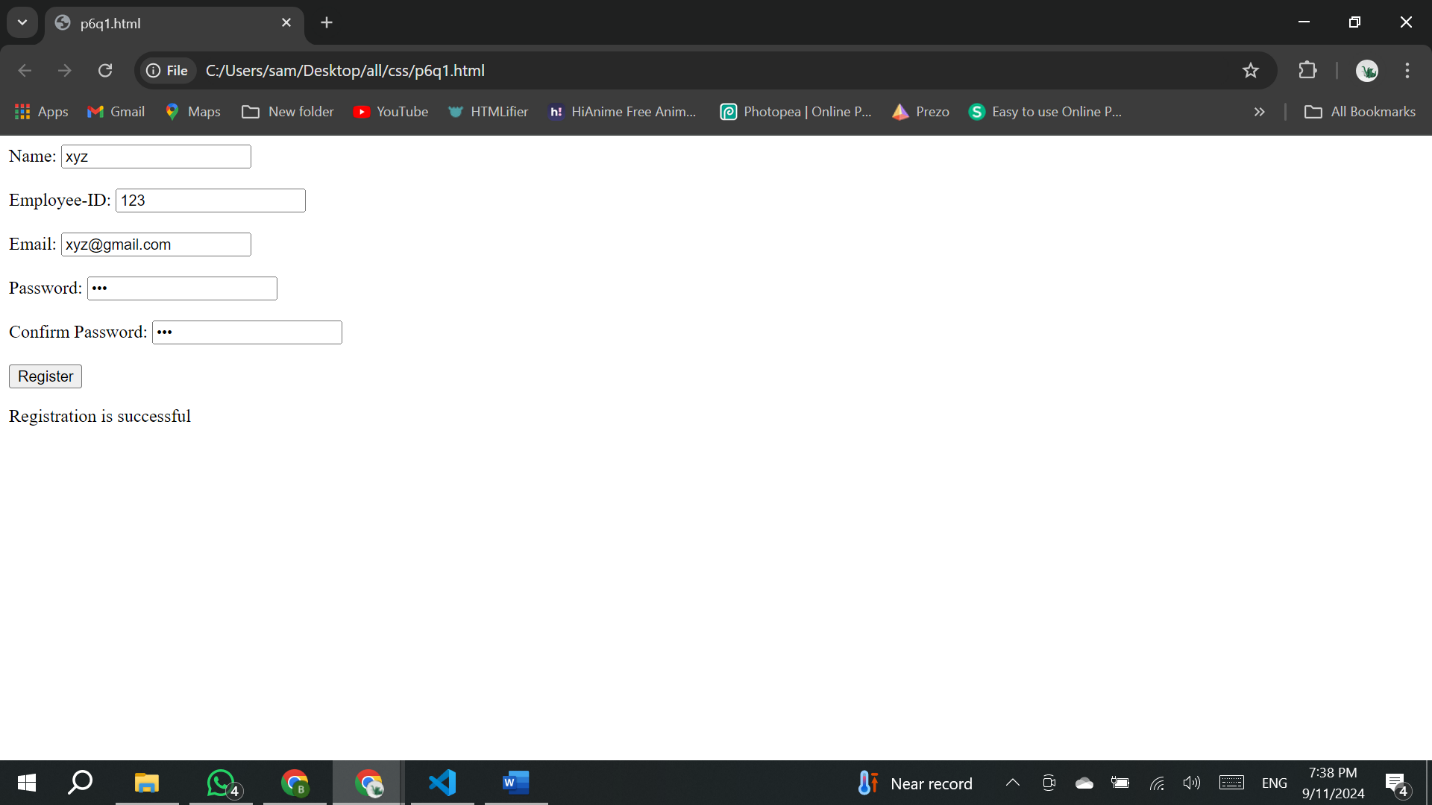 p6q1.html
File C:/Users/sam/Desktop/all/css/p6q1.html
Apps Gmail Maps New folder YouTube HTMLifier h! HiAnime Free Anim... Photopea | Online P... Prezo S Easy to use Online P... » All Bookmarks
Name: xyz
Employee-ID: 123
Email: xyz@gmail.com
Password: •••
Confirm Password: •••
Register
Registration is successful
4 B W Near record ENG 7:38 PM 4
9/11/2024